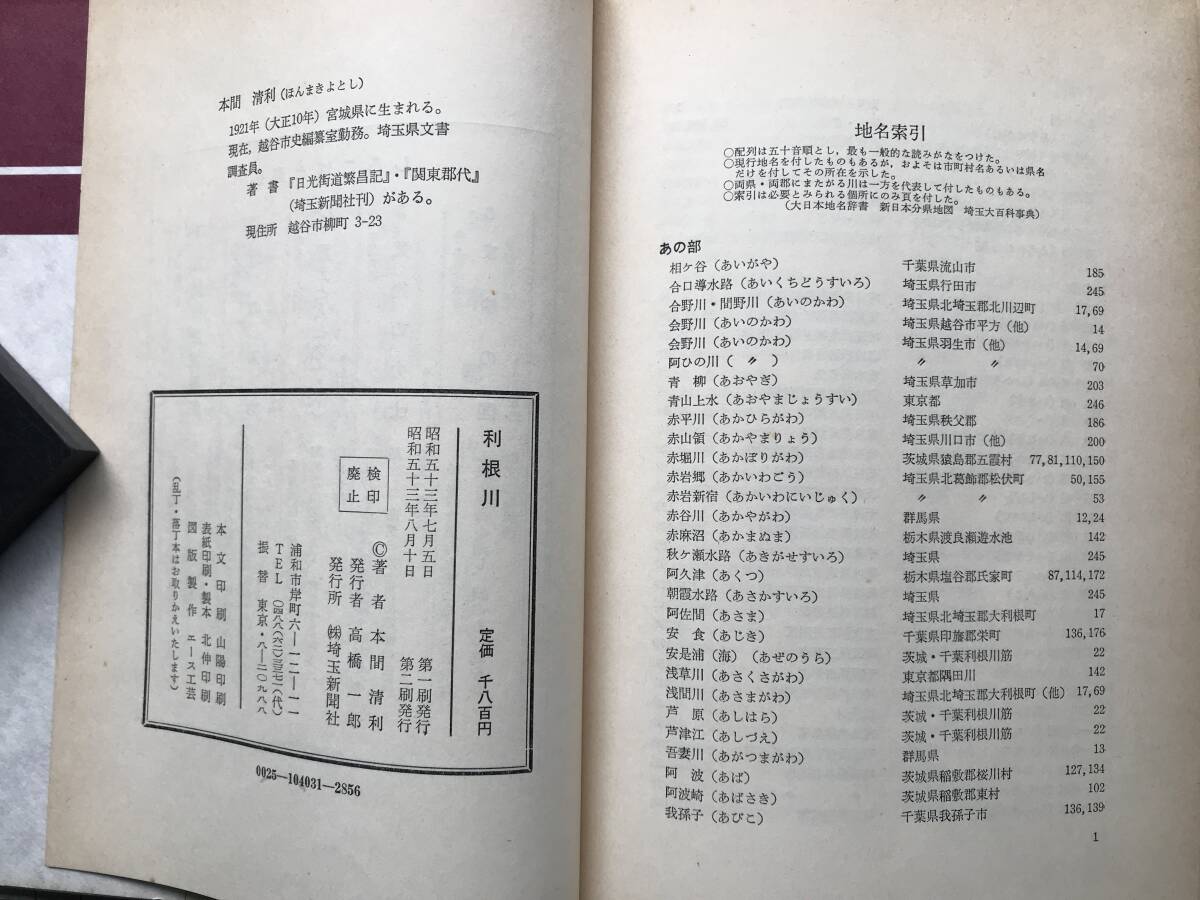 本間　清利（ほんまきよとし）
1921年（大正10年）宮城県に生まれる。
現在，越谷市史編纂室勤務。埼玉県文書
調査員。
著　書　『日光街道繁昌記』・『関東郡代』
（埼玉新聞社刊）がある。
現住所　越谷市柳町 3-23
利根川
定価　千八百円
昭和五十三年七月五日　第一刷発行
昭和五十三年八月十日　第二刷発行
検印
廃止
©著　者　本間清利
発行者　高橋一郎
発行所　㈱埼玉新聞社
浦和市岸町六―一二―一一
TEL〇四八八(六二)三三七一(代)
振替　東京・八―二〇九八八
本文印刷　山陽印刷
表紙印刷・製本　北伸印刷
図版製作　エース工芸
（乱丁・落丁本はお取りかえいたします）
0025―104031―2856
地名索引
○配列は五十音順とし，最も一般的な読みがなをつけた。
○現行地名を付したものもあるが，およそは市町村名あるいは県名
だけを付してその所在を示した。
○両県・両郡にまたがる川は一方を代表して付したものもある。
○索引は必要とみられる個所にのみ頁を付した。
（大日本地名辞書　新日本分県地図　埼玉大百科事典）
あの部
相ケ谷（あいがや）　千葉県流山市　185
合口導水路（あいくちどうすいろ）　埼玉県行田市　245
合野川・間野川（あいのかわ）　埼玉県北埼玉郡北川辺町　17,69
会野川（あいのかわ）　埼玉県越谷市平方（他）　14
会野川（あいのかわ）　埼玉県羽生市（他）　14,69
阿ひの川（　〃　）　〃　〃　70
青　柳（あおやぎ）　埼玉県草加市　203
青山上水（あおやまじょうすい）　東京都　246
赤平川（あかひらがわ）　埼玉県秩父郡　186
赤山領（あかやまりょう）　埼玉県川口市（他）　200
赤堀川（あかぼりがわ）　茨城県猿島郡五霞村　77,81,110,150
赤岩郷（あかいわごう）　埼玉県北葛飾郡松伏町　50,155
赤岩新宿（あかいわにいじゅく）　〃　〃　53
赤谷川（あかやがわ）　群馬県　12,24
赤麻沼（あかまぬま）　栃木県渡良瀬遊水池　142
秋ケ瀬水路（あきがせすいろ）　埼玉県　245
阿久津（あくつ）　栃木県塩谷郡氏家町　87,114,172
朝霞水路（あさかすいろ）　埼玉県　245
阿佐間（あさま）　埼玉県北埼玉郡大利根町　17
安　食（あじき）　千葉県印旛郡栄町　136,176
安是浦（海）（あぜのうら）　茨城・千葉利根川筋　22
浅草川（あさくさがわ）　東京都隅田川　142
浅間川（あさまがわ）　埼玉県北埼玉郡大利根町（他）　17,69
芦　原（あしはら）　茨城・千葉利根川筋　22
芦津江（あしづえ）　茨城・千葉利根川筋　22
吾妻川（あがつまがわ）　群馬県　13
阿　波（あば）　茨城県稲敷郡桜川村　127,134
阿波崎（あばさき）　茨城県稲敷郡東村　102
我孫子（あびこ）　千葉県我孫子市　136,139
1